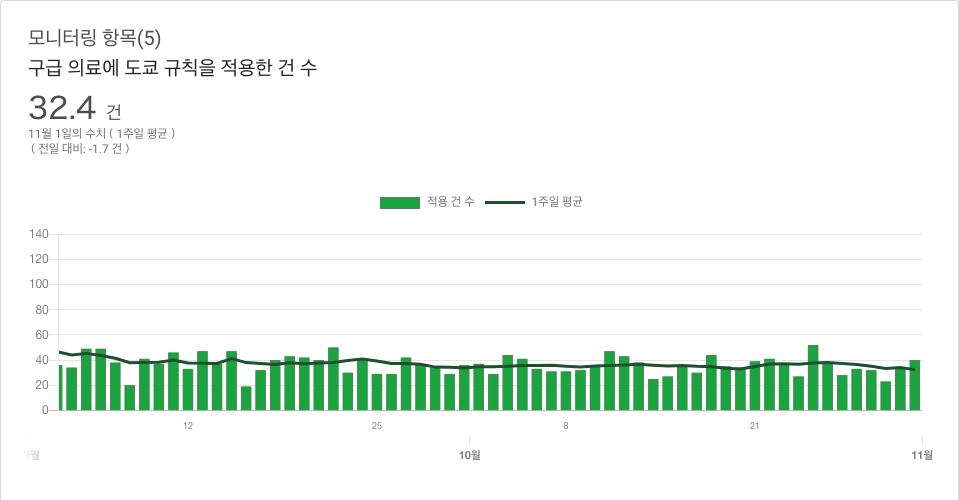 모니터링 항목(5)
구급 의료에 도쿄 규칙을 적용한 건 수
32.4 건
11월 1일의 수치 ( 1주일 평균 )
( 전일 대비: -1.7 건 )
적용 건 수 1주일 평균
140
120
100
80
60
40
20
0
12 25 8 21
9월 10월 11월